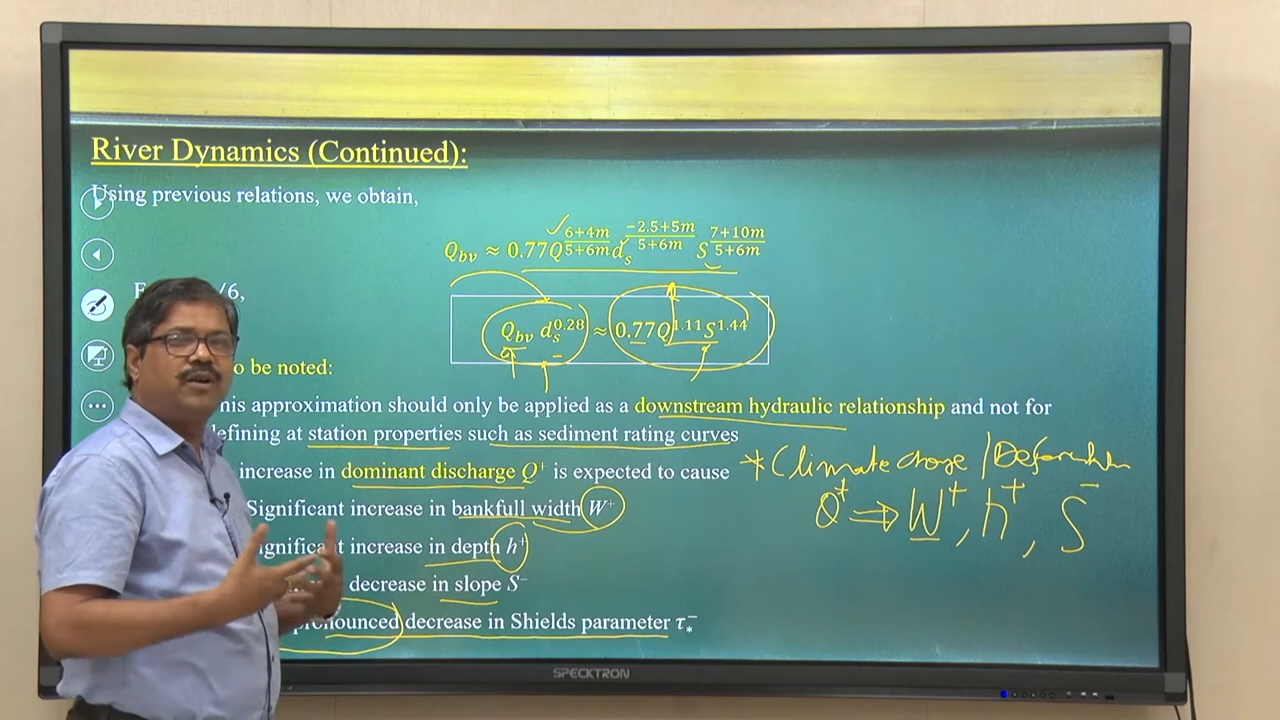 River Dynamics (Continued):
Using previous relations, we obtain,
Q_bv ≈ 0.77Q^{(6+4m)/(5+6m)} d_s^{(-2.5+5m)/(5+6m)} S^{(7+10m)/(5+6m)}
/6,
Q_bv d_s^{0.28} ≈ 0.77Q^{1.11}S^{1.44}
o be noted:
his approximation should only be applied as a downstream hydraulic relationship and not for
efining at station properties such as sediment rating curves
increase in dominant discharge Q⁺ is expected to cause
* Climate change /
Significant increase in bankfull width W⁺
Q⁺ ⇒ W⁺, h⁺, S⁻
ignificant increase in depth h⁺
decrease in slope S⁻
pronounced decrease in Shields parameter τ*⁻
SPECKTRON